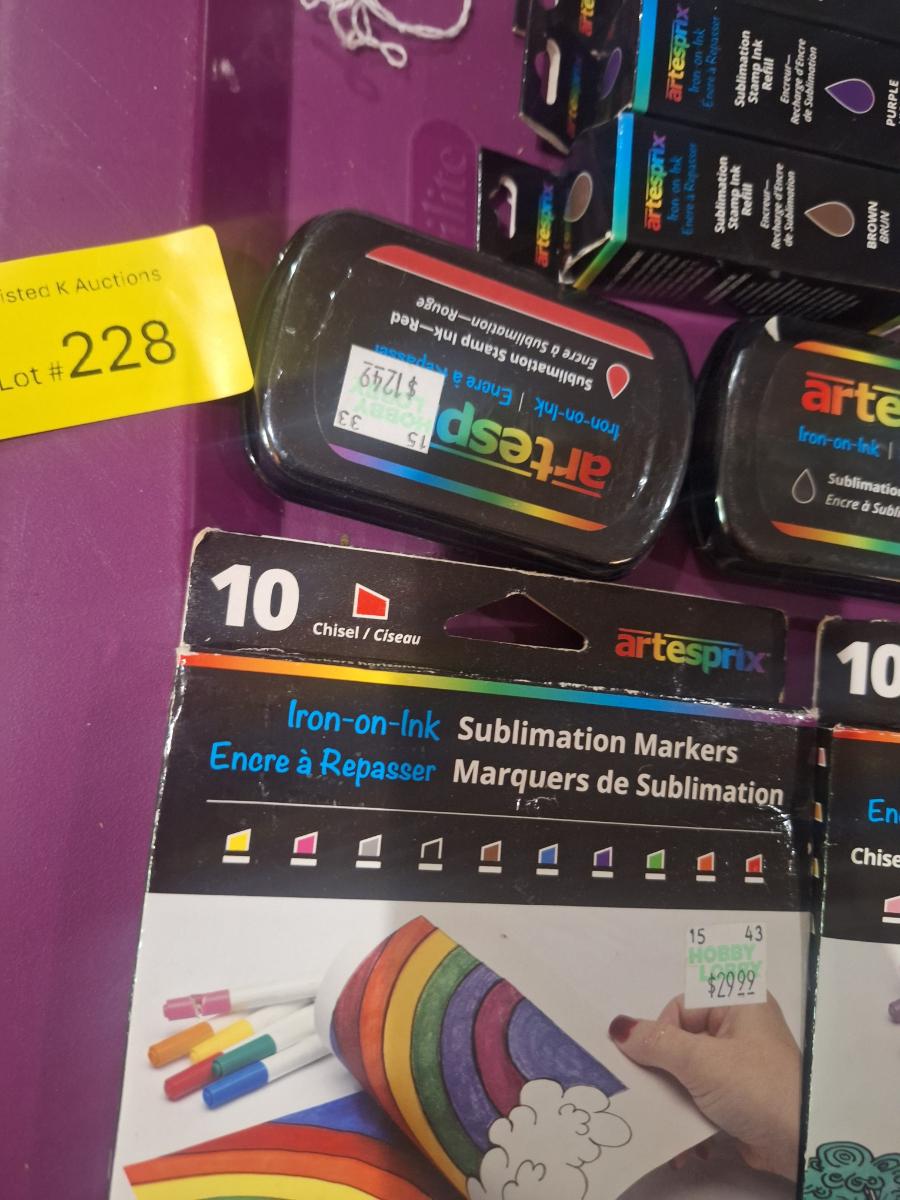 isted K Auctions
Lot #228
artesprix
Iron-on-Ink
Encre à Repasser
Sublimation
Stamp Ink
Refill
Encreur—
Recharge d'Encre
de Sublimation
PURPLE
artesprix
artesprix
Iron-on-Ink
Encre à Repasser
Sublimation
Stamp Ink
Refill
Encreur—
Recharge d'Encre
de Sublimation
BROWN
BRUN
artesp
Iron-on-Ink | Encre à Repasser
Sublimation Stamp Ink—Red
Encre à Sublimation—Rouge
15 33
HOBBY
$12.49
arte
Iron-on-Ink |
Sublimatio
Encre à Subli
10
Chisel / Ciseau
artesprix
Iron-on-Ink Sublimation Markers
Encre à Repasser Marqueurs de Sublimation
15 43
HOBBY
LOBBY
$29.99
10
En
Chise